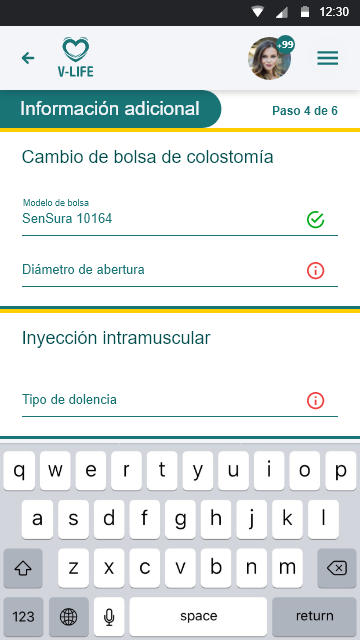 12:30
+99
V-LIFE
Información adicional
Paso 4 de 6
Cambio de bolsa de colostomía
Modelo de bolsa
SenSura 10164
Diámetro de abertura
Inyección intramuscular
Tipo de dolencia
q w e r t y u i o p
a s d f g h j k l
z x c v b n m
123 space return